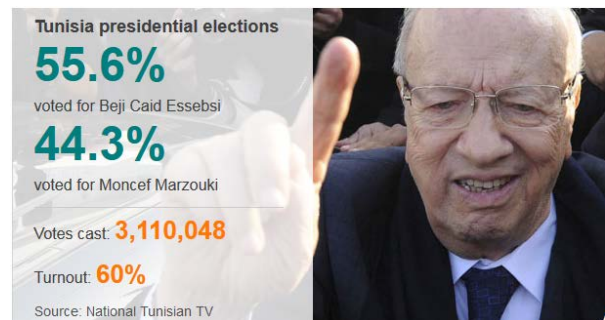 Tunisia presidential elections
55.6%
voted for Beji Caid Essebsi
44.3%
voted for Moncef Marzouki
Votes cast: 3,110,048
Turnout: 60%
Source: National Tunisian TV